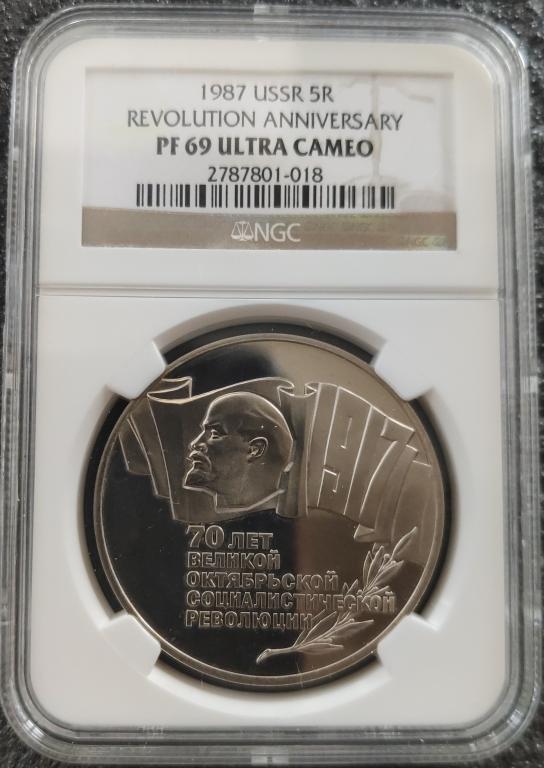 1987 USSR 5R
REVOLUTION ANNIVERSARY
PF 69 ULTRA CAMEO
2787801-018
NGC
1917
70 ЛЕТ
ВЕЛИКОЙ
ОКТЯБРЬСКОЙ
СОЦИАЛИСТИЧЕСКОЙ
РЕВОЛЮЦИИ